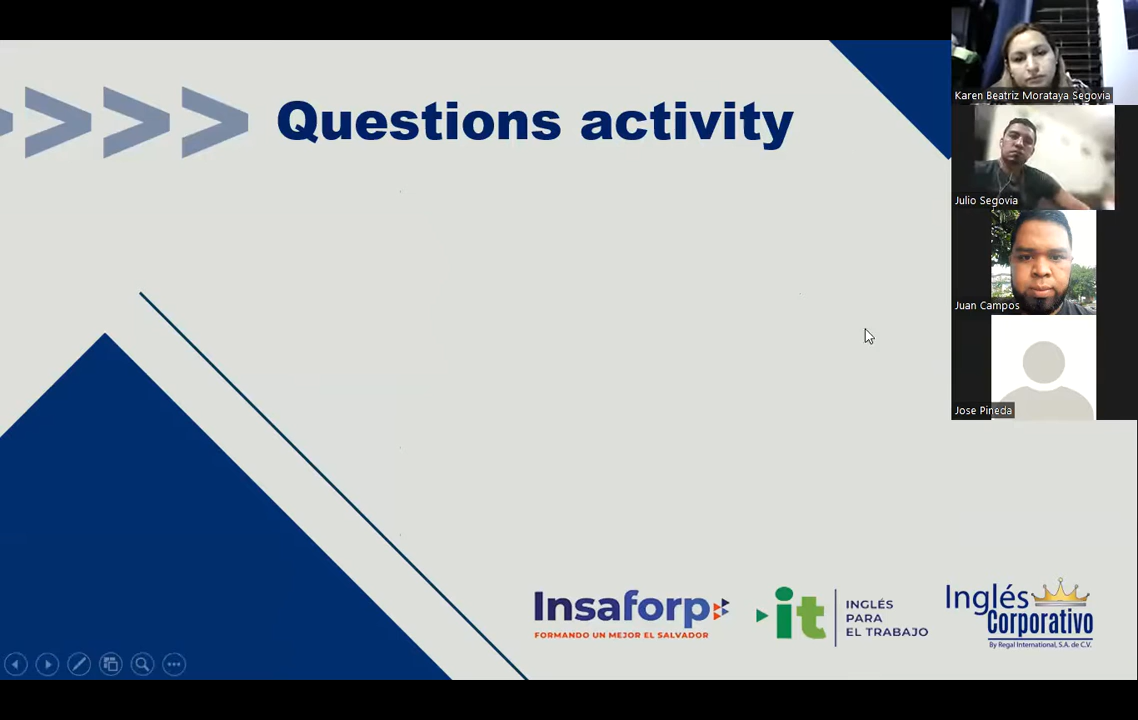 Questions activity
Karen Beatriz Morataya Segovia
Julio Segovia
Juan Campos
Jose Pineda
Insaforp
FORMANDO UN MEJOR EL SALVADOR
it
INGLÉS
PARA
EL TRABAJO
Inglés
Corporativo
By Regal International, S.A. de C.V.